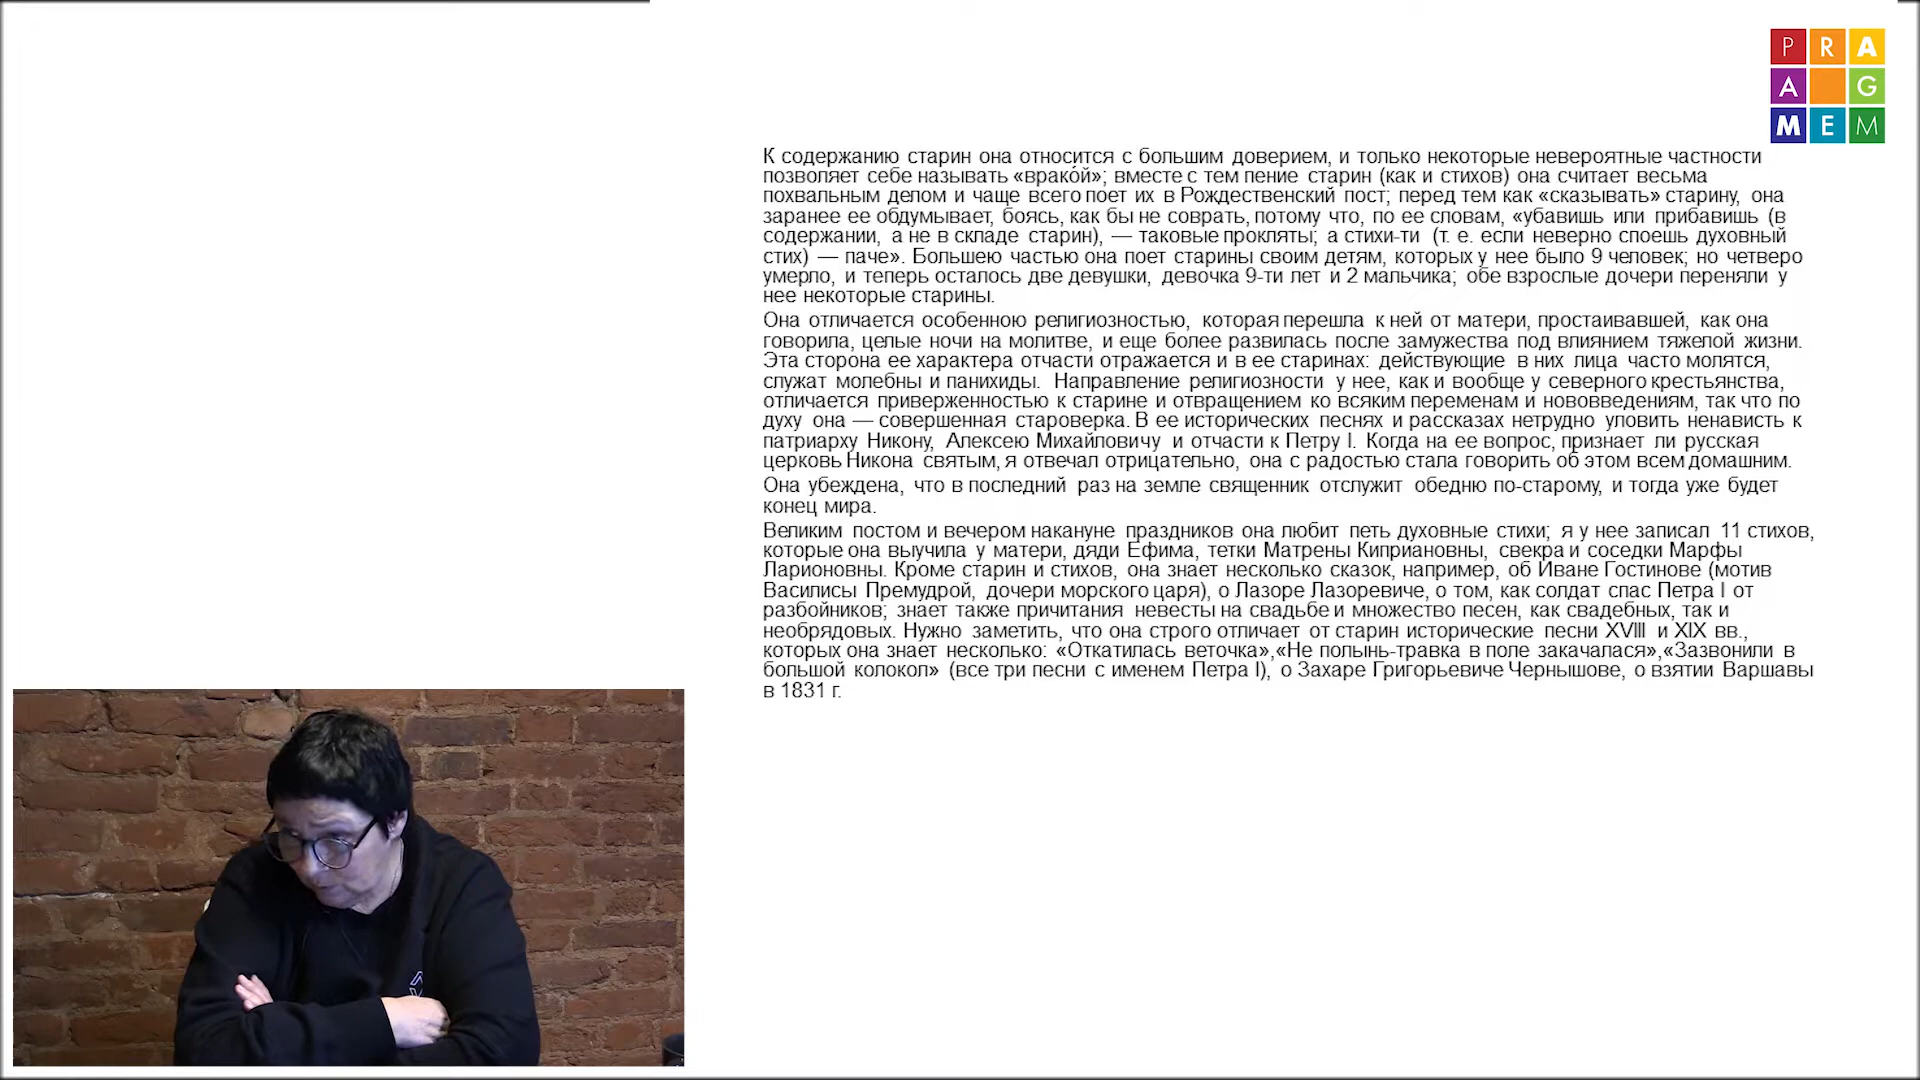 P R A
A G
M E M
К содержанию старин она относится с большим доверием, и только некоторые невероятные частности
позволяет себе называть «врако́й»; вместе с тем пение старин (как и стихов) она считает весьма
похвальным делом и чаще всего поет их в Рождественский пост; перед тем как «сказывать» старину, она
заранее ее обдумывает, боясь, как бы не соврать, потому что, по ее словам, «убавишь или прибавишь (в
содержании, а не в складе старин), — таковые прокляты; а стихи-ти (т. е. если неверно споешь духовный
стих) — паче». Большею частью она поет старины своим детям, которых у нее было 9 человек; но четверо
умерло, и теперь осталось две девушки, девочка 9-ти лет и 2 мальчика; обе взрослые дочери переняли у
нее некоторые старины.
Она отличается особенною религиозностью, которая перешла к ней от матери, простаивавшей, как она
говорила, целые ночи на молитве, и еще более развилась после замужества под влиянием тяжелой жизни.
Эта сторона ее характера отчасти отражается и в ее старинах: действующие в них лица часто молятся,
служат молебны и панихиды. Направление религиозности у нее, как и вообще у северного крестьянства,
отличается приверженностью к старине и отвращением ко всяким переменам и нововведениям, так что по
духу она — совершенная староверка. В ее исторических песнях и рассказах нетрудно уловить ненависть к
патриарху Никону, Алексею Михайловичу и отчасти к Петру I. Когда на ее вопрос, признает ли русская
церковь Никона святым, я отвечал отрицательно, она с радостью стала говорить об этом всем домашним.
Она убеждена, что в последний раз на земле священник отслужит обедню по-старому, и тогда уже будет
конец мира.
Великим постом и вечером накануне праздников она любит петь духовные стихи; я у нее записал 11 стихов,
которые она выучила у матери, дяди Ефима, тетки Матрены Киприановны, свекра и соседки Марфы
Ларионовны. Кроме старин и стихов, она знает несколько сказок, например, об Иване Гостинове (мотив
Василисы Премудрой, дочери морского царя), о Лазоре Лазоревиче, о том, как солдат спас Петра I от
разбойников; знает также причитания невесты на свадьбе и множество песен, как свадебных, так и
необрядовых. Нужно заметить, что она строго отличает от старин исторические песни XVIII и XIX вв.,
которых она знает несколько: «Откатилась веточка»,«Не полынь-травка в поле закачалася»,«Зазвонили в
большой колокол» (все три песни с именем Петра I), о Захаре Григорьевиче Чернышове, о взятии Варшавы
в 1831 г.